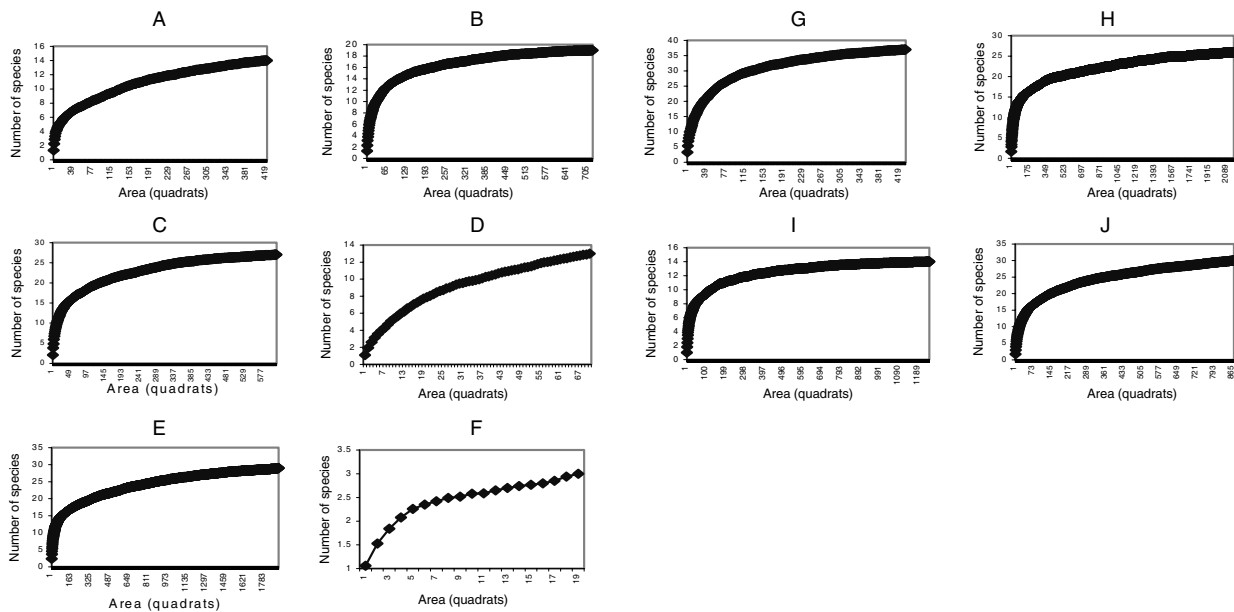 A
Number of species
16
14
12
10
8
6
4
2
0
1 39 77 115 153 191 229 267 305 343 381 419
Area (quadrats)
B
Number of species
20
18
16
14
12
10
8
6
4
2
0
1 65 129 193 257 321 385 449 513 577 641 705
Area (quadrats)
G
Number of species
40
35
30
25
20
15
10
5
0
1 39 77 115 153 191 229 267 305 343 381 419
Area (quadrats)
H
Number of species
30
25
20
15
10
5
0
1 175 349 523 697 871 1045 1219 1393 1567 1741 1915 2089
Area (quadrats)
C
Number of species
30
25
20
15
10
5
0
1 49 97 145 193 241 289 337 385 433 481 529 577
Area (quadrats)
D
Number of species
14
12
10
8
6
4
2
0
1 7 13 19 25 31 37 43 49 55 61 67
Area (quadrats)
I
Number of species
16
14
12
10
8
6
4
2
0
1 100 199 298 397 496 595 694 793 892 991 1090 1189
Area (quadrats)
J
Number of species
35
30
25
20
15
10
5
0
1 73 145 217 289 361 433 505 577 649 721 793 865
Area (quadrats)
E
Number of species
35
30
25
20
15
10
5
0
1 163 325 487 649 811 973 1135 1297 1459 1621 1783
Area (quadrats)
F
Number of species
3.5
3
2.5
2
1.5
1
1 3 5 7 9 11 13 15 17 19
Area (quadrats)